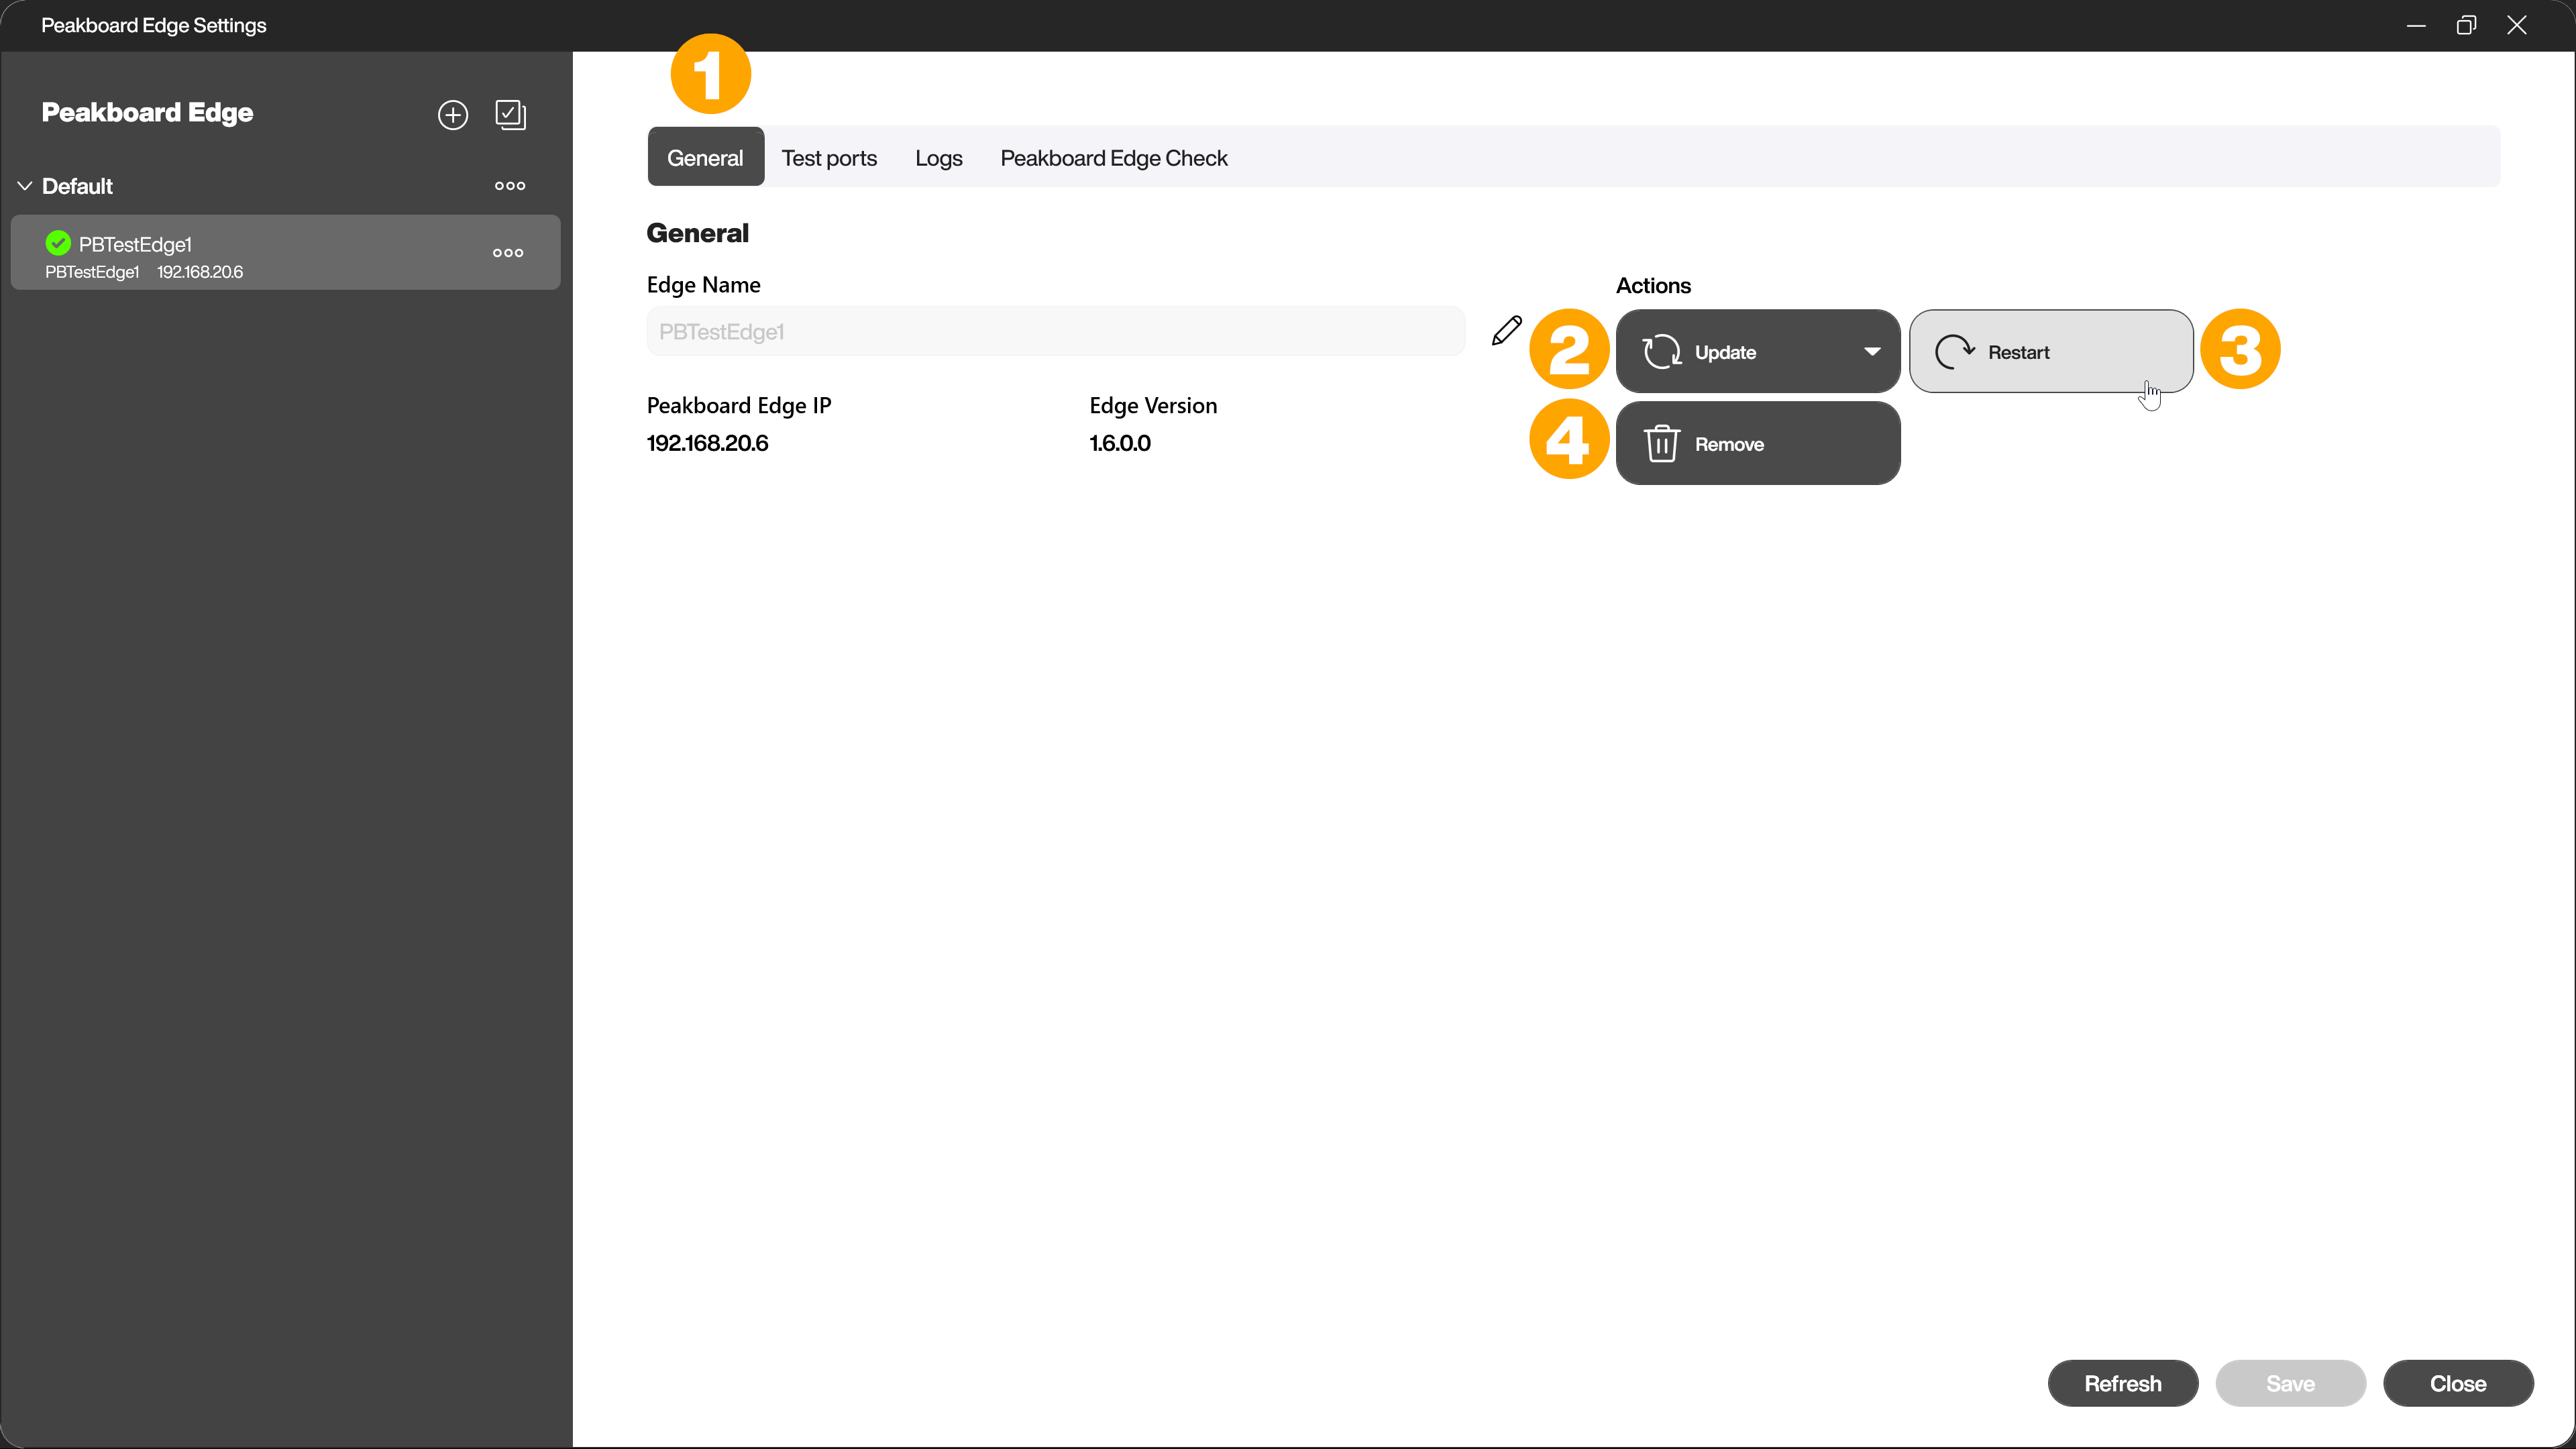 Peakboard Edge Settings
1
Peakboard Edge
General Test ports Logs Peakboard Edge Check
Default
General
PBTestEdge1
PBTestEdge1 192.168.20.6
Edge Name
Actions
PBTestEdge1
2 Update Restart 3
Peakboard Edge IP Edge Version
192.168.20.6 1.6.0.0
4 Remove
Refresh Save Close